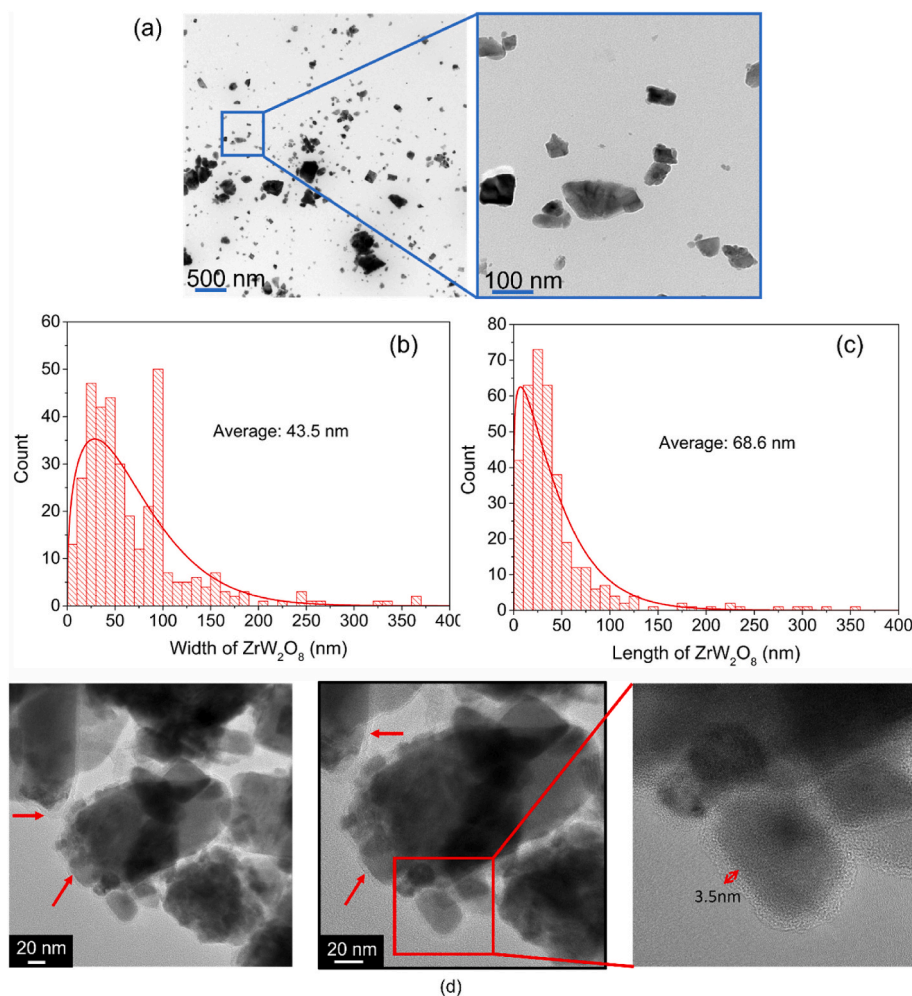 (a)
500 nm
100 nm
60
50
40
30
20
10
0
Count
(b)
Average: 43.5 nm
0
50
100
150
200
250
300
350
400
Width of ZrW₂O₈ (nm)
80
70
60
50
40
30
20
10
0
Count
(c)
Average: 68.6 nm
0
50
100
150
200
250
300
350
400
Length of ZrW₂O₈ (nm)
20 nm
20 nm
3.5nm
(d)